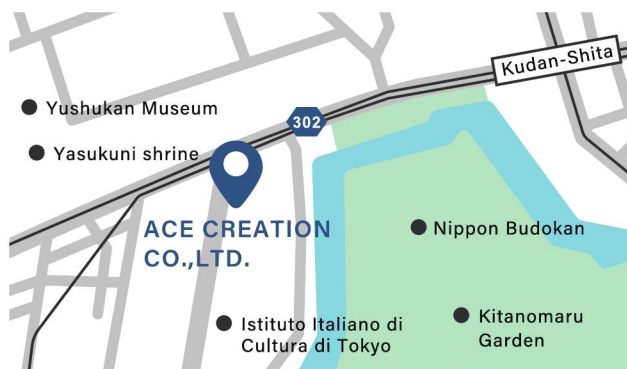 Kudan-Shita
Yushukan Museum
302
Yasukuni shrine
ACE CREATION
CO.,LTD.
Nippon Budokan
Istituto Italiano di
Cultura di Tokyo
Kitanomaru
Garden